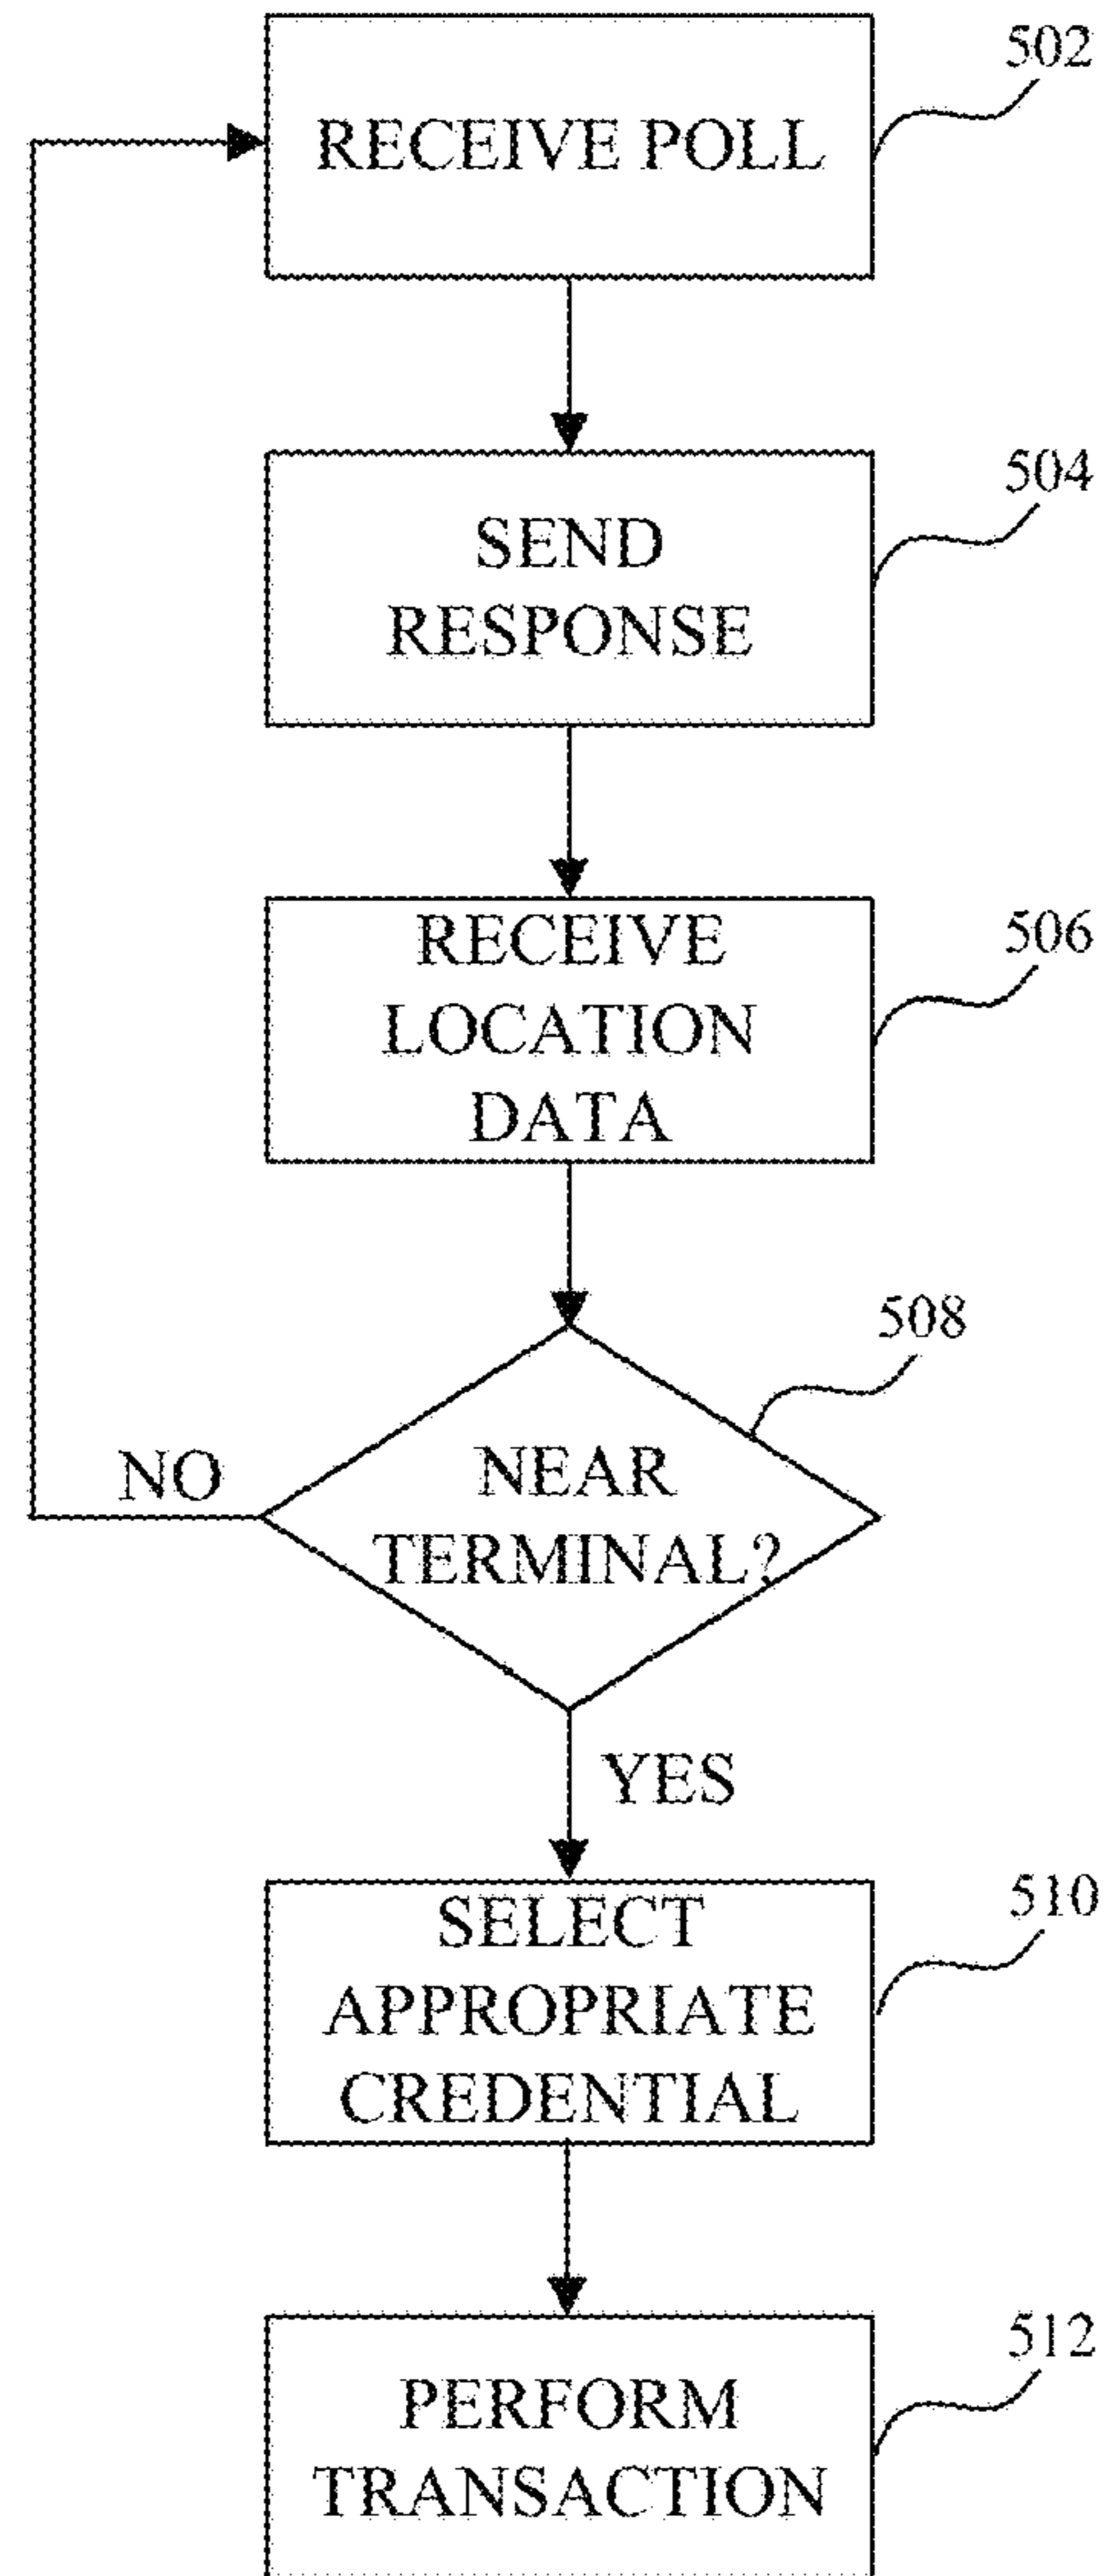 502
RECEIVE POLL
504
SEND
RESPONSE
506
RECEIVE
LOCATION
DATA
508
NO
NEAR
TERMINAL?
YES
510
SELECT
APPROPRIATE
CREDENTIAL
512
PERFORM
TRANSACTION